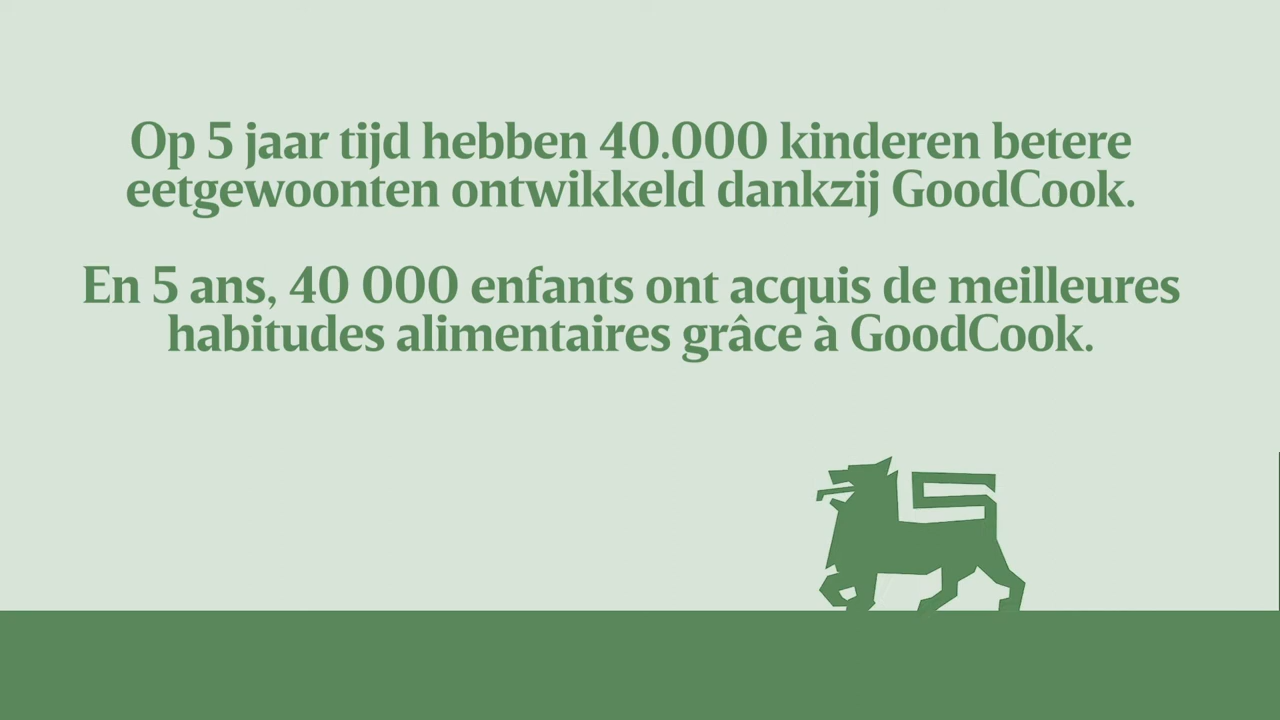 Op 5 jaar tijd hebben 40.000 kinderen betere
eetgewoonten ontwikkeld dankzij GoodCook.
En 5 ans, 40 000 enfants ont acquis de meilleures
habitudes alimentaires grâce à GoodCook.